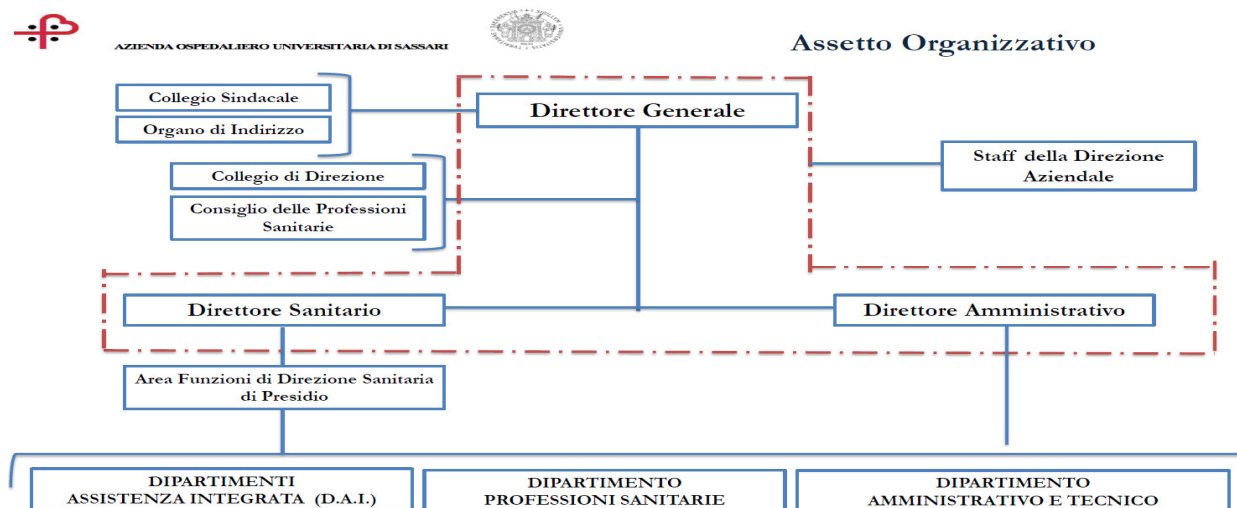 AZIENDA OSPEDALIERO UNIVERSITARIA DI SASSARI
Assetto Organizzativo
Collegio Sindacale
Organo di Indirizzo
Direttore Generale
Collegio di Direzione
Consiglio delle Professioni
Sanitarie
Staff della Direzione
Aziendale
Direttore Sanitario
Direttore Amministrativo
Area Funzioni di Direzione Sanitaria
di Presidio
DIPARTIMENTI
ASSISTENZA INTEGRATA (D.A.I.)
DIPARTIMENTO
PROFESSIONI SANITARIE
DIPARTIMENTO
AMMINISTRATIVO E TECNICO